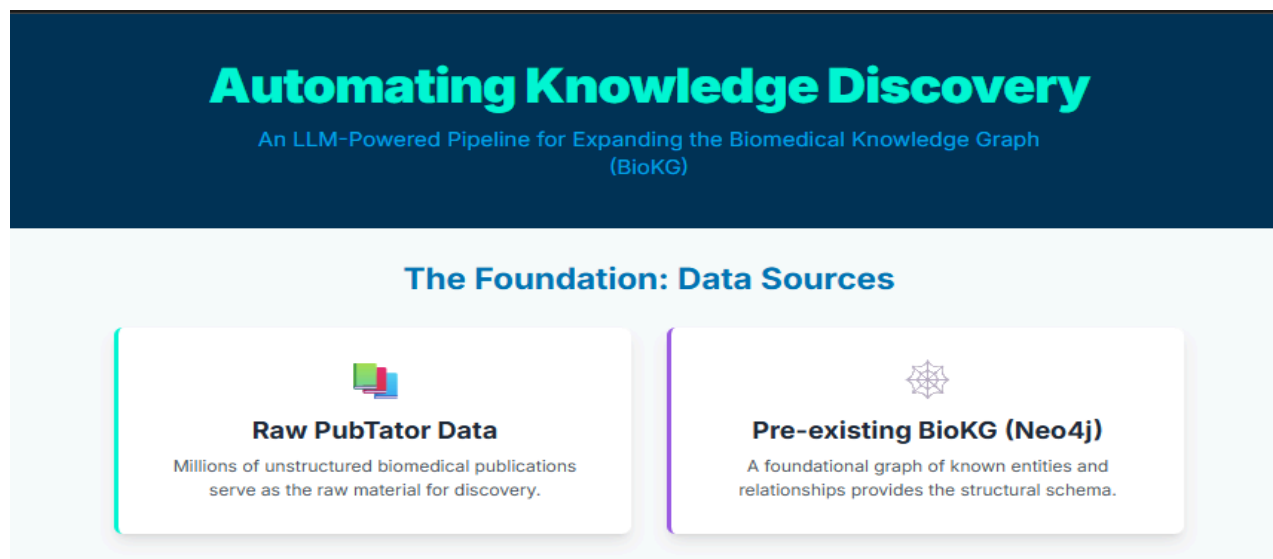 Automating Knowledge Discovery
An LLM-Powered Pipeline for Expanding the Biomedical Knowledge Graph
(BioKG)
The Foundation: Data Sources
Raw PubTator Data
Millions of unstructured biomedical publications
serve as the raw material for discovery.
Pre-existing BioKG (Neo4j)
A foundational graph of known entities and
relationships provides the structural schema.